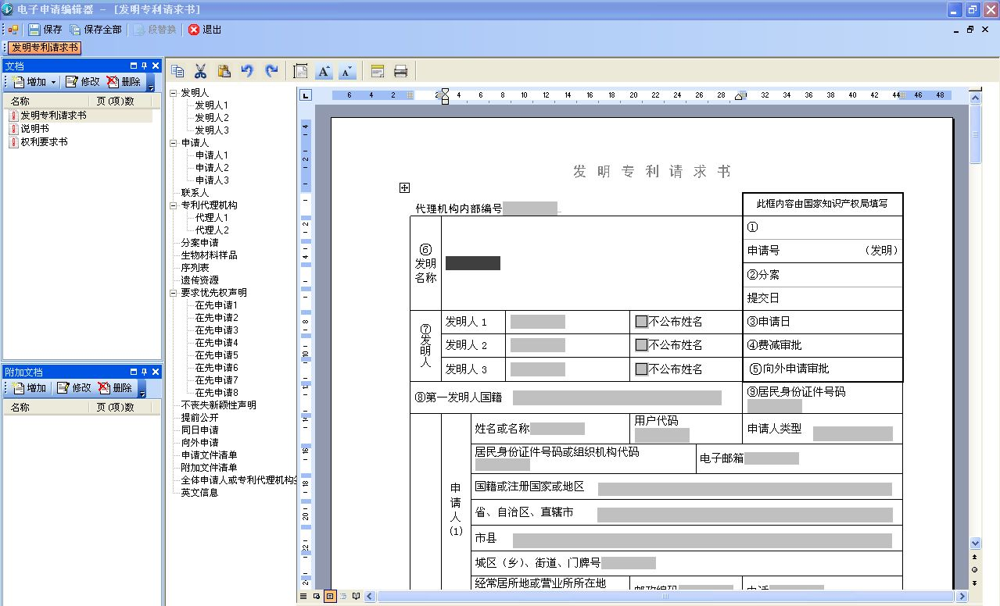 电子申请编辑器 - [发明专利请求书]
保存 保存全部 段替换 退出
发明专利请求书
文档
增加 修改 删除
名称 页(项)数
发明专利请求书
说明书
权利要求书
附加文档
增加 修改 删除
名称 页(项)数
发明人
发明人1
发明人2
发明人3
申请人
申请人1
申请人2
申请人3
联系人
专利代理机构
代理人1
代理人2
分案申请
生物材料样品
序列表
遗传资源
要求优先权声明
在先申请1
在先申请2
在先申请3
在先申请4
在先申请5
在先申请6
在先申请7
在先申请8
不丧失新颖性声明
提前公开
同日申请
向外申请
申请文件清单
附加文件清单
全体申请人或专利代理机构
英文信息
L 6 4 2 2 4 6 8 10 12 14 16 18 20 22 24 26 28 32 34 36 38 40 42 44 46 48
4
2
2
4
8
10
14
16
18
20
22
发明专利请求书
代理机构内部编号
此框内容由国家知识产权局填写
①
申请号 (发明)
②分案
提交日
③申请日
④费减审批
⑤向外申请审批
⑥
发明
名称
⑦
发
明
人
发明人 1 不公布姓名
发明人 2 不公布姓名
发明人 3 不公布姓名
⑧第一发明人国籍 ⑨居民身份证件号码
申
请
人
(1)
姓名或名称 用户代码 申请人类型
居民身份证件号码或组织机构代码 电子邮箱
国籍或注册国家或地区
省、自治区、直辖市
市县
城区(乡)、街道、门牌号
经常居所地或营业所所在地 邮政编码 电话